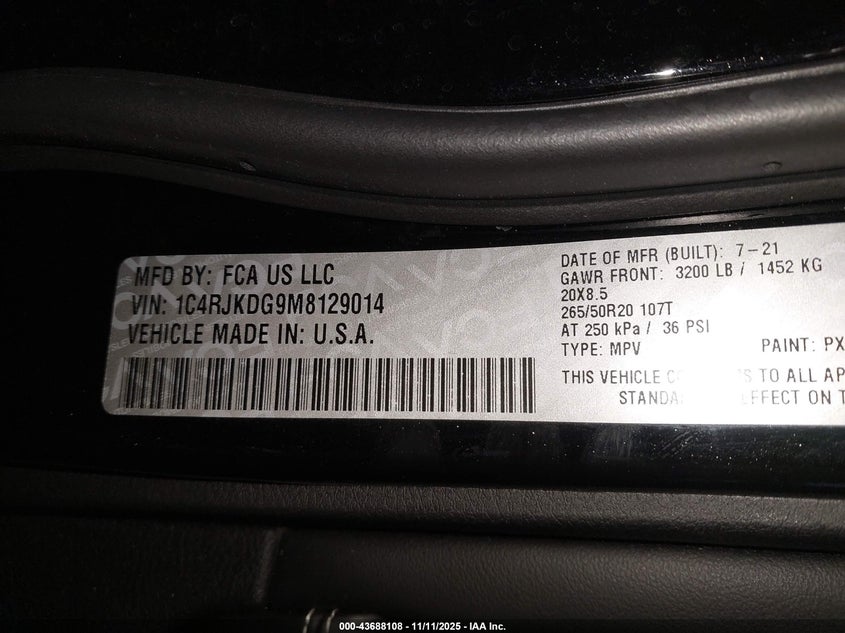 MFD BY: FCA US LLC
VIN: 1C4RJKDG9M8129014
VEHICLE MADE IN: U.S.A.
DATE OF MFR (BUILT): 7-21
GAWR FRONT: 3200 LB / 1452 KG
20X8.5
265/50R20 107T
AT 250 kPa / 36 PSI
TYPE: MPV PAINT: PX
THIS VEHICLE TO ALL AP
EFFECT ON T
000-43688108 - 11/11/2025 - IAA Inc.